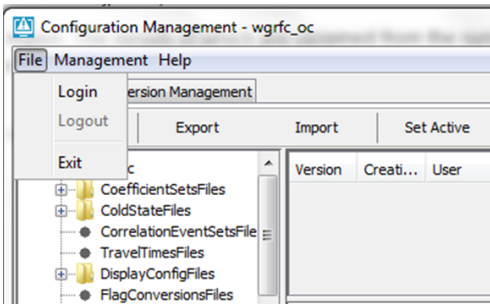 Configuration Management - wgrfc_oc
File Management Help
Login
ersion Management
Logout
Export Import Set Active
Exit
c
Version Creati... User
CoefficientSetsFiles
ColdStateFiles
CorrelationEventSetsFile
TravelTimesFiles
DisplayConfigFiles
FlagConversionsFiles